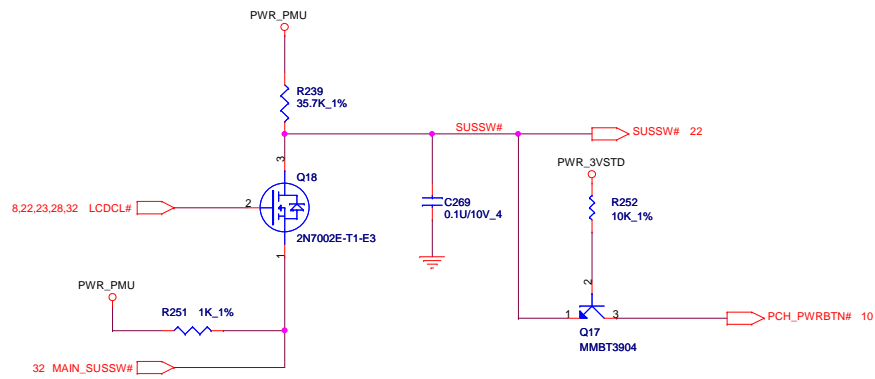 PWR_PMU
R239
35.7K_1%
SUSSW#
SUSSW# 22
3
Q18
PWR_3VSTD
8,22,23,28,32 LCDCL#
2
C269
0.1U/10V_4
R252
10K_1%
2N7002E-T1-E3
1
PWR_PMU
2
R251 1K_1%
1
3
PCH_PWRBTN# 10
Q17
MMBT3904
32 MAIN_SUSSW#